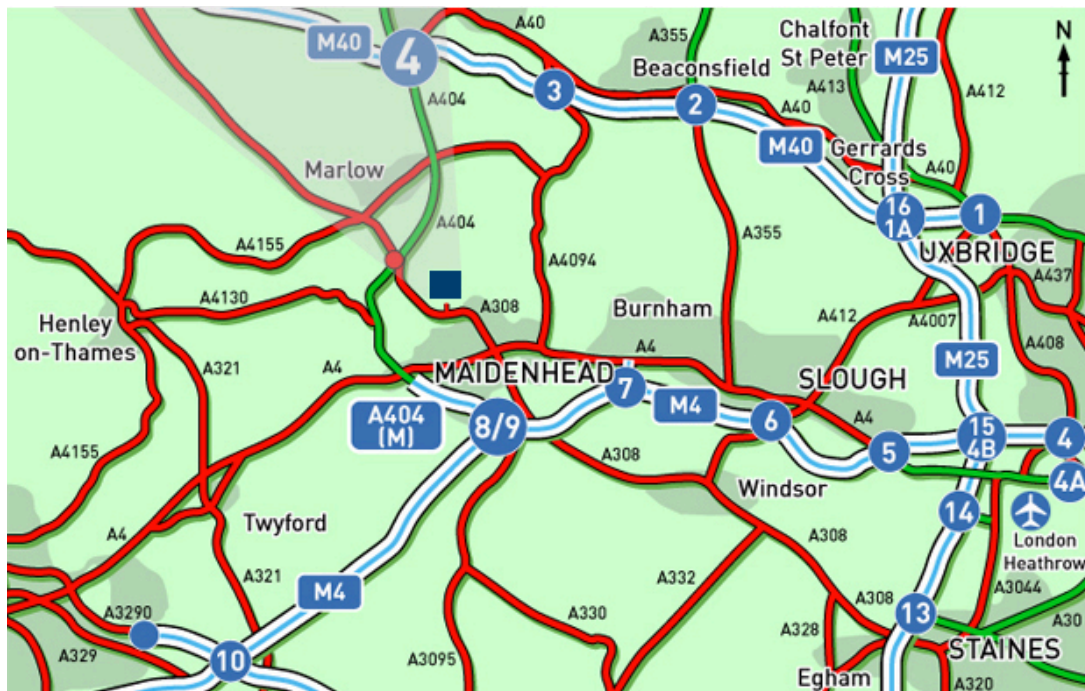 A40
M40
4
A355
Chalfont
St Peter
M25
N
Beaconsfield
A404
3
2
A413
A412
A40
M40
Gerrards
Cross
A40
Marlow
16
1A
1
UXBRIDGE
A404
A4155
A355
A4094
A437
A4130
A308
Burnham
A412
A4007
Henley
on-Thames
A408
A321
A4
A4
M25
MAIDENHEAD
7
SLOUGH
M4
A404
(M)
8/9
6
A4
15
4B
4
5
A4155
A308
4A
Windsor
14
Twyford
A4
A308
London
Heathrow
A321
A332
M4
A3044
A308
13
A3290
A330
A30
A328
A329
10
A3095
STAINES
Egham
A320